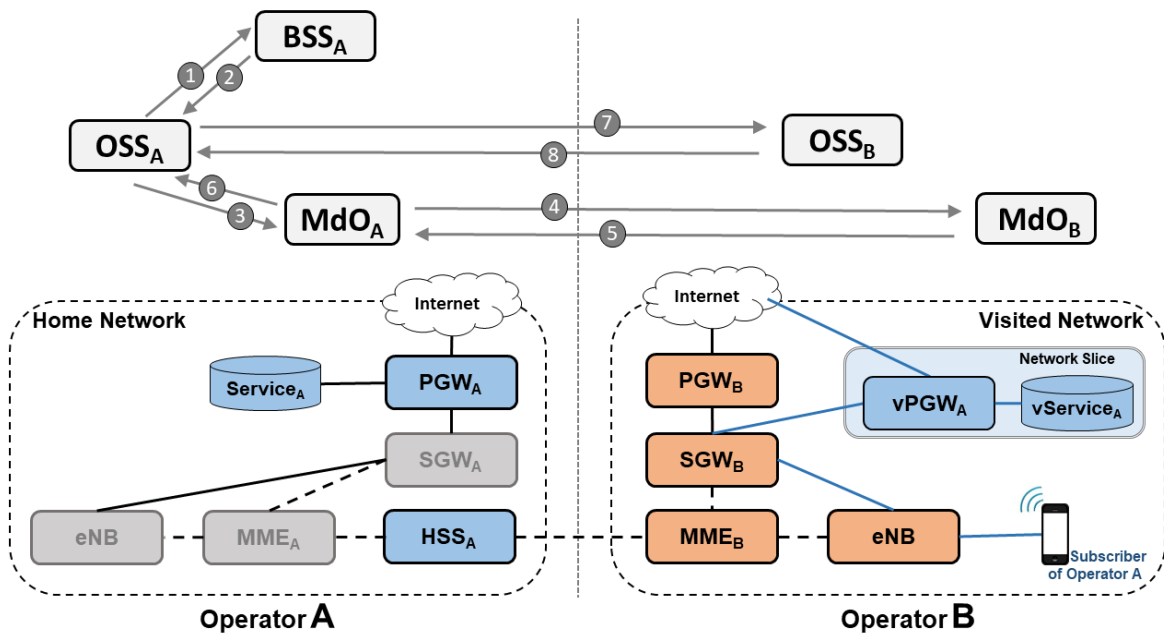 BSSA
1
2
OSSA
7
8
OSSB
6
3
MdOA
4
5
MdOB
Internet
Home Network
ServiceA
PGWA
SGWA
eNB
MMEA
HSSA
Operator A
Internet
Visited Network
Network Slice
PGWB
vPGWA
vServiceA
SGWB
MMEB
eNB
Subscriber
of Operator A
Operator B